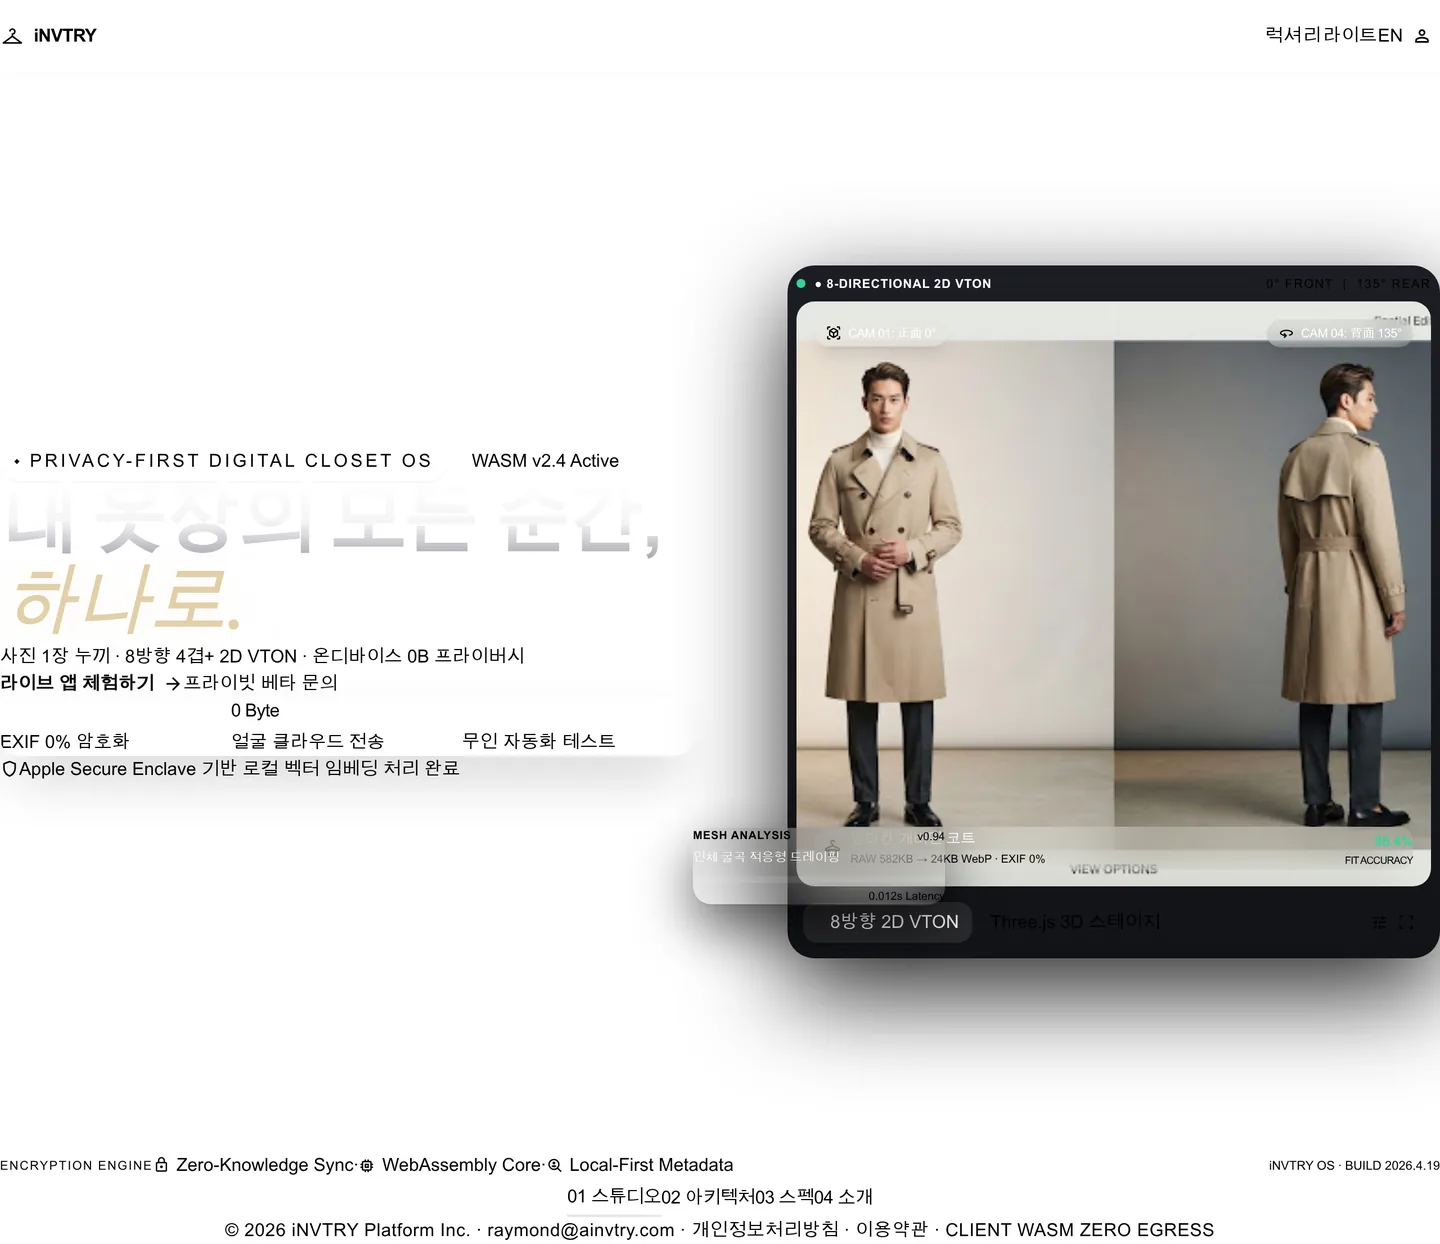 iNVTRY
럭셔리 라이트 EN
• PRIVACY-FIRST DIGITAL CLOSET OS WASM v2.4 Active
내 옷장의 모든 순간,
하나로.
사진 1장 누끼 · 8방향 4겹+ 2D VTON · 온디바이스 0B 프라이버시
라이브 앱 체험하기 → 프라이빗 베타 문의
0 Byte
EXIF 0% 암호화 얼굴 클라우드 전송 무인 자동화 테스트
Apple Secure Enclave 기반 로컬 벡터 임베딩 처리 완료
● 8-DIRECTIONAL 2D VTON 0° FRONT | 135° REAR
CAM 01: 正面 0° CAM 04: 背面 135°
MESH ANALYSIS v0.94
코트
인체 굴곡 적응형 드레이핑
RAW 582KB → 24KB WebP · EXIF 0%
FIT ACCURACY
VIEW OPTIONS
0.012s Latency
8방향 2D VTON Three.js 3D 스테이지
ENCRYPTION ENGINE Zero-Knowledge Sync · WebAssembly Core · Local-First Metadata iNVTRY OS · BUILD 2026.4.19
01 스튜디오 02 아키텍처 03 스펙 04 소개
© 2026 iNVTRY Platform Inc. · raymond@ainvtry.com · 개인정보처리방침 · 이용약관 · CLIENT WASM ZERO EGRESS